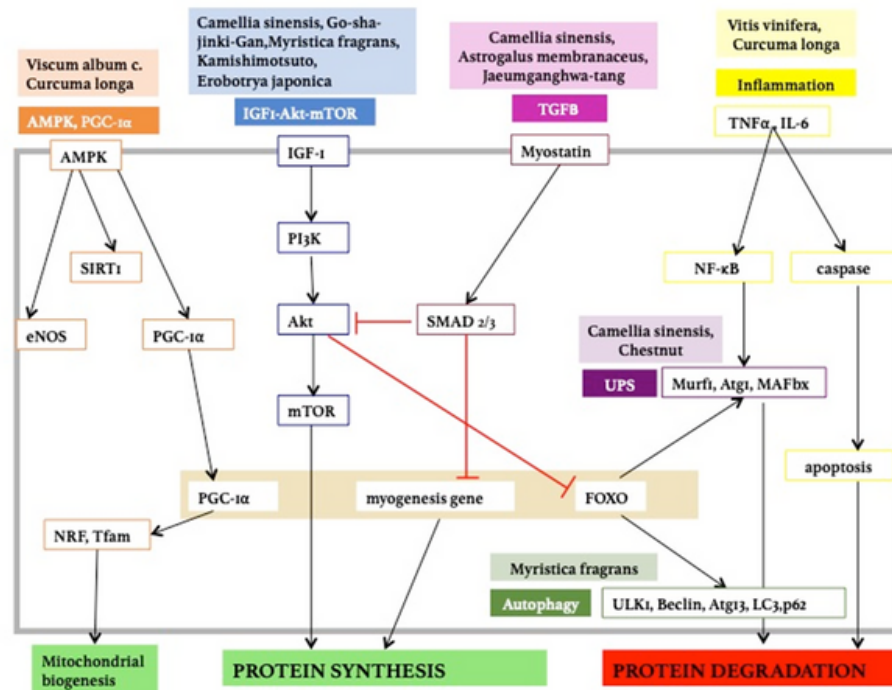 Viscum album c.
Curcuma longa
AMPK, PGC-1α
Camellia sinensis, Go-sha-
jinki-Gan,Myristica fragrans,
Kamishimotsuto,
Erobotrya japonica
IGF1-Akt-mTOR
Camellia sinensis,
Astrogalus membranaceus,
Jaeumganghwa-tang
TGFB
Vitis vinifera,
Curcuma longa
Inflammation
AMPK
IGF-1
Myostatin
TNFα , IL-6
PI3K
SIRT1
NF-κB
caspase
eNOS
PGC-1α
Akt
SMAD 2/3
Camellia sinensis,
Chestnut
UPS
Murf1, Atg1, MAFbx
mTOR
apoptosis
PGC-1α
myogenesis gene
FOXO
NRF, Tfam
Myristica fragrans
Autophagy
ULK1, Beclin, Atg13, LC3,p62
Mitochondrial
biogenesis
PROTEIN SYNTHESIS
PROTEIN DEGRADATION